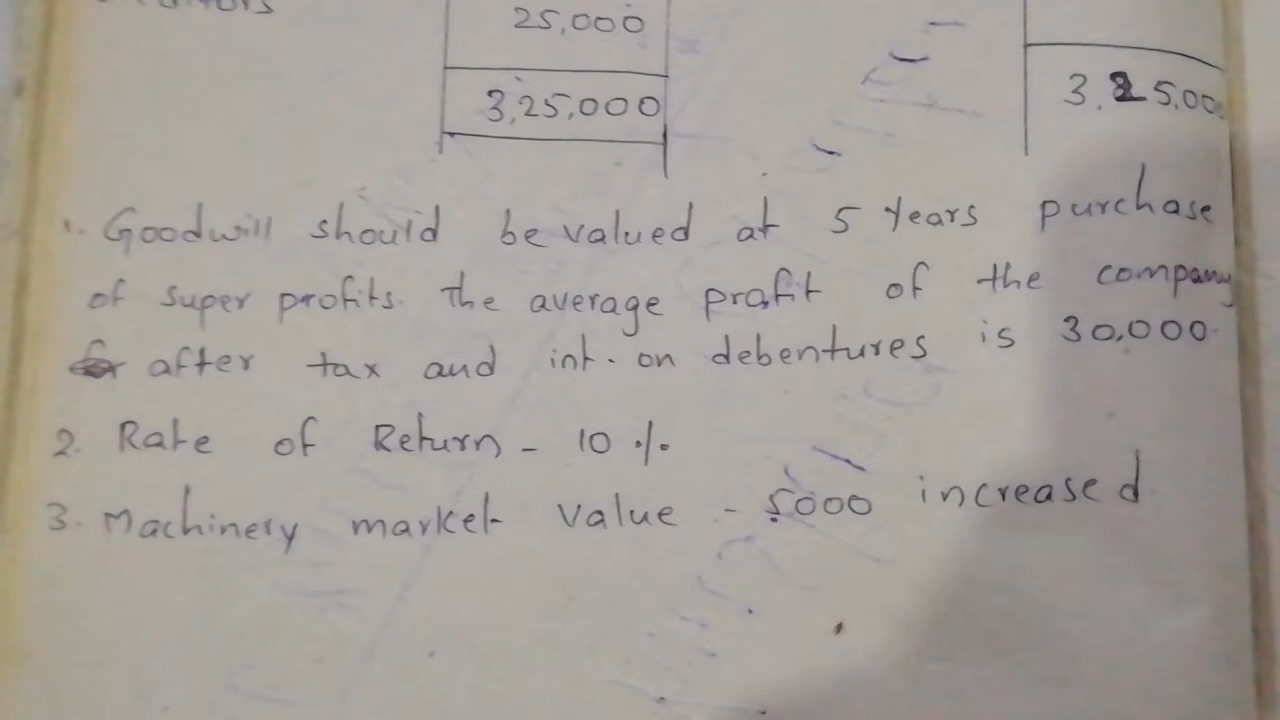 25,000
3,25,000
3,25,00
1. Goodwill should be valued at 5 years purchase
of super profits. The average profit of the company
after tax and int. on debentures is 30,000.
2. Rate of Return - 10 %
3. Machinery market value - 5000 increased